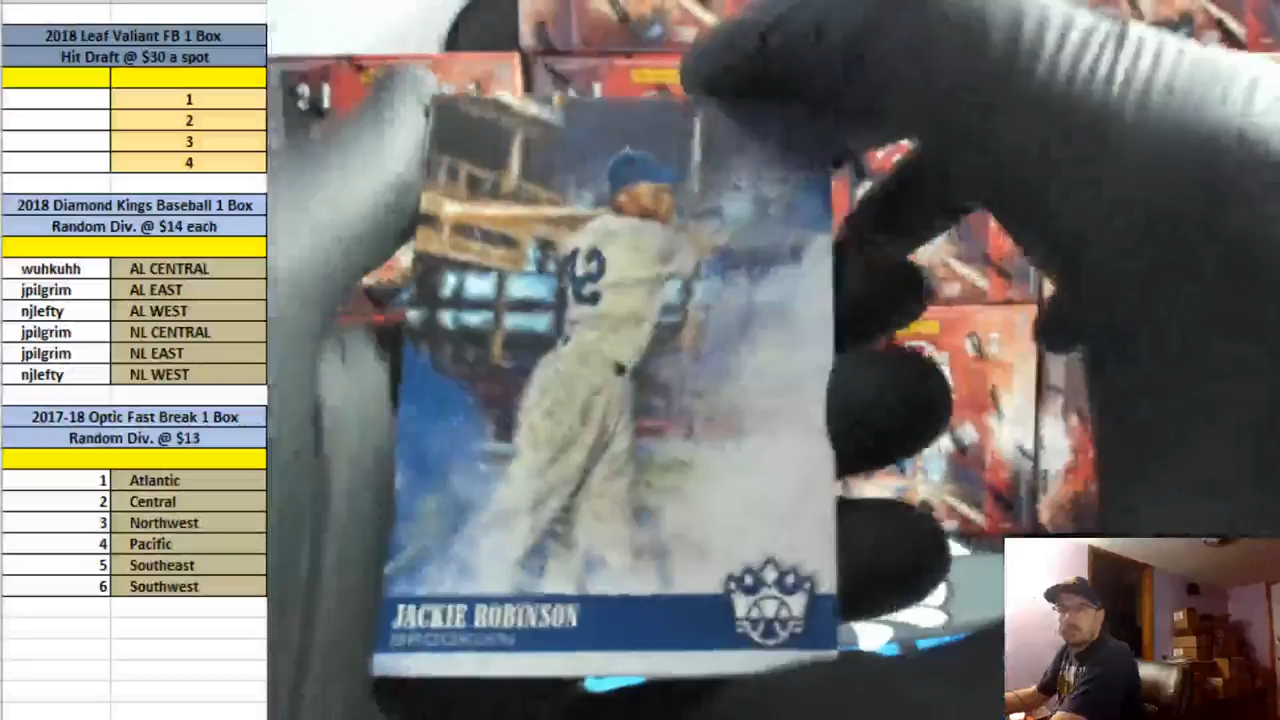 2018 Leaf Valiant FB 1 Box
Hit Draft @ $30 a spot
1
2
3
4
2018 Diamond Kings Baseball 1 Box
Random Div. @ $14 each
wuhkuhh AL CENTRAL
jpilgrim AL EAST
njlefty AL WEST
jpilgrim NL CENTRAL
jpilgrim NL EAST
njlefty NL WEST
2017-18 Optic Fast Break 1 Box
Random Div. @ $13
1 Atlantic
2 Central
3 Northwest
4 Pacific
5 Southeast
6 Southwest
42
JACKIE ROBINSON
BROOKLYN